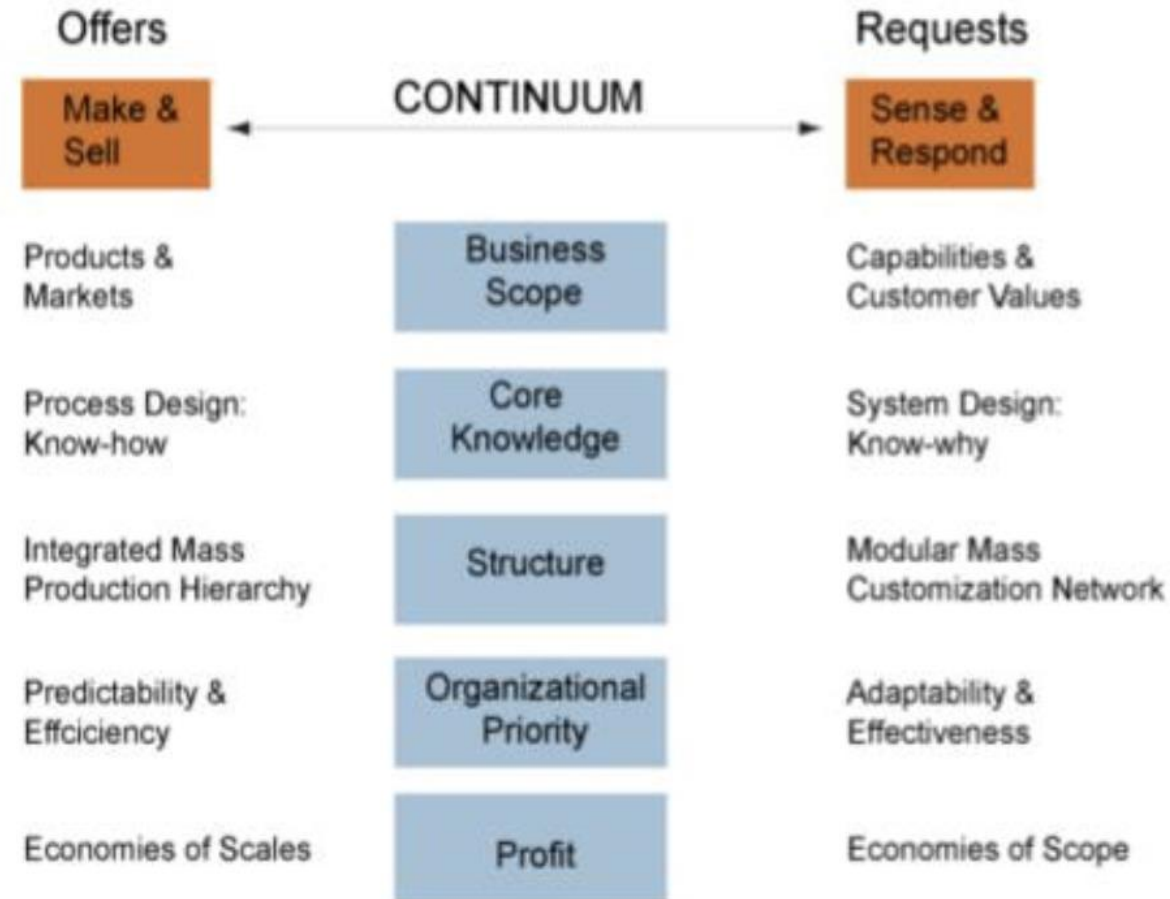 Offers
Requests
Make &
Sell
CONTINUUM
Sense &
Respond
Products &
Markets
Business
Scope
Capabilities &
Customer Values
Process Design:
Know-how
Core
Knowledge
System Design:
Know-why
Integrated Mass
Production Hierarchy
Structure
Modular Mass
Customization Network
Predictability &
Effciciency
Organizational
Priority
Adaptability &
Effectiveness
Economies of Scales
Profit
Economies of Scope